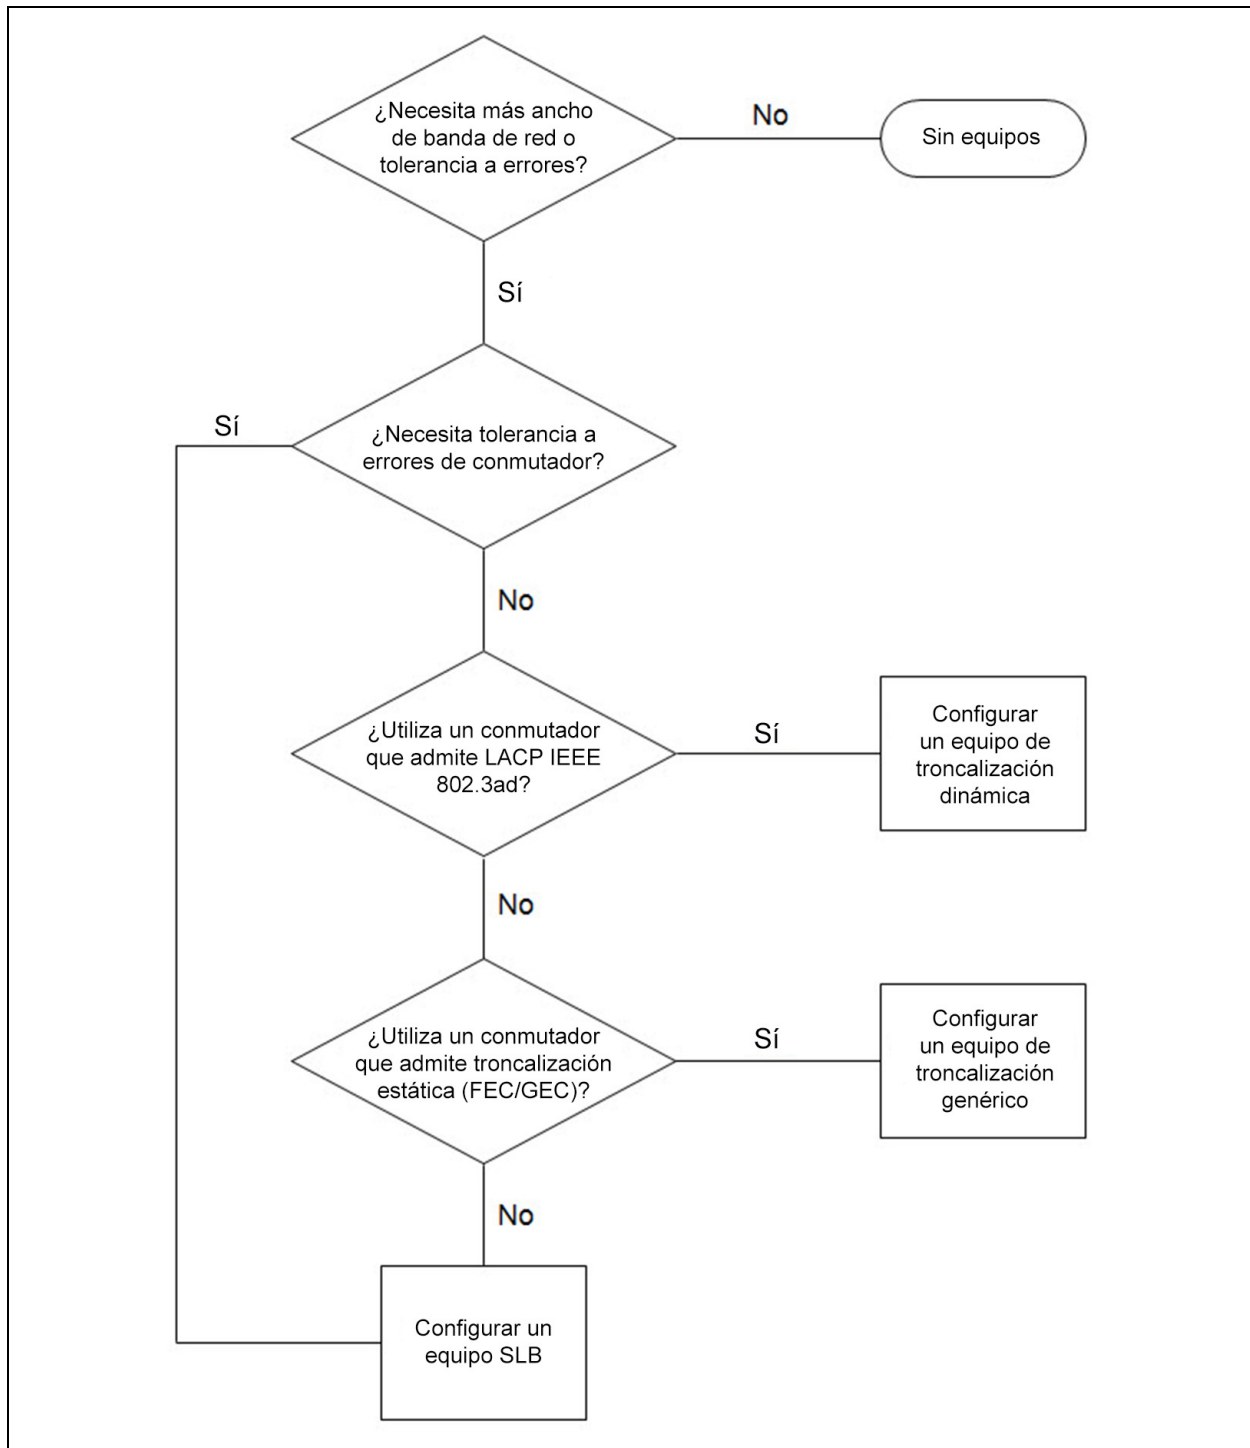 ¿Necesita más ancho
de banda de red o
tolerancia a errores?
No
Sin equipos
Sí
Sí
¿Necesita tolerancia a
errores de conmutador?
No
¿Utiliza un conmutador
que admite LACP IEEE
802.3ad?
Sí
Configurar
un equipo de
troncalización
dinámica
No
¿Utiliza un conmutador
que admite troncalización
estática (FEC/GEC)?
Sí
Configurar
un equipo de
troncalización
genérico
No
Configurar un
equipo SLB